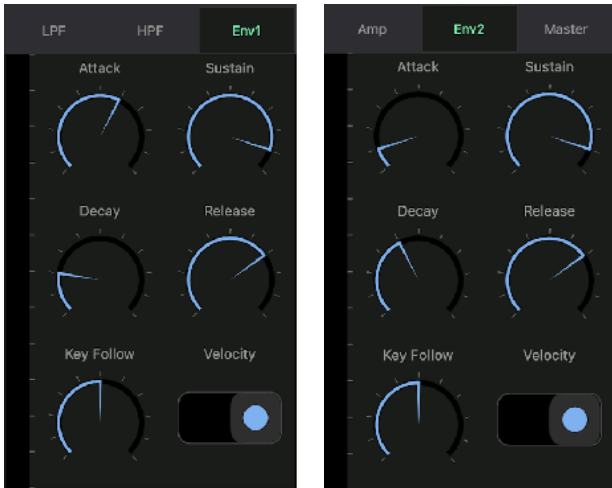 LPF HPF Env1
Attack Sustain
Decay Release
Key Follow Velocity
Amp Env2 Master
Attack Sustain
Decay Release
Key Follow Velocity